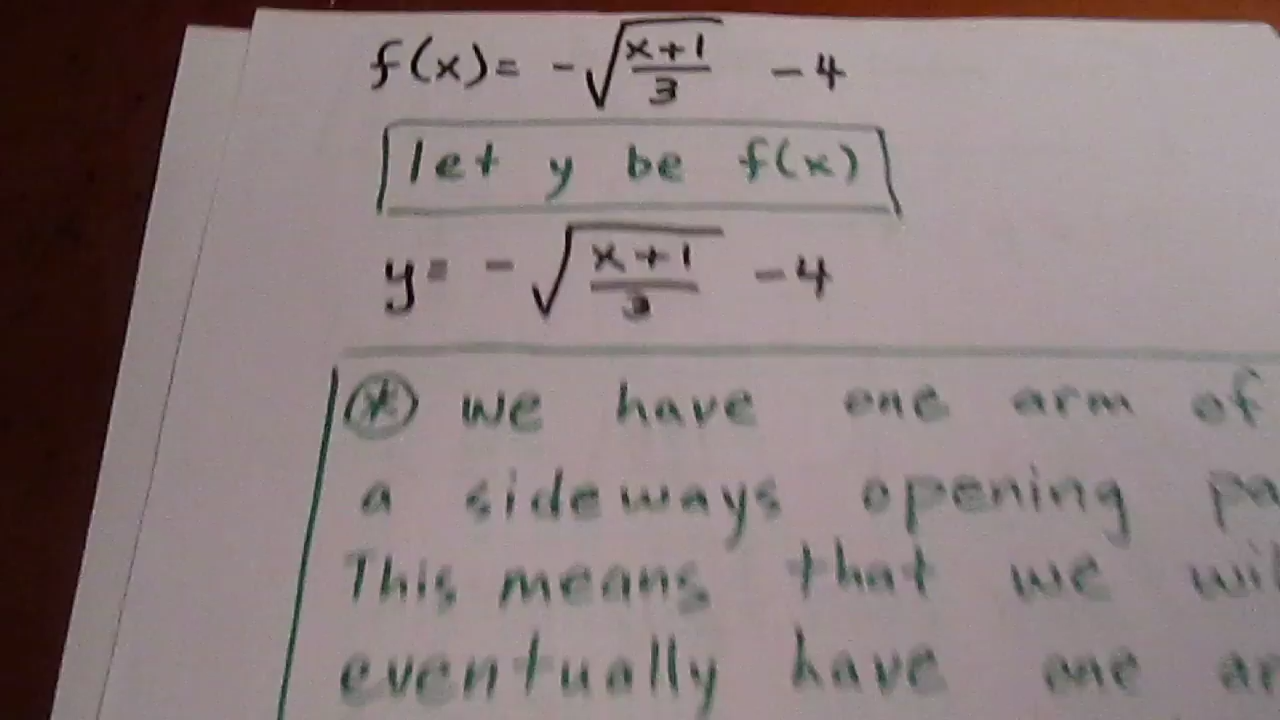 f(x) = -√((x+1)/3) - 4
let y be f(x)
y = -√((x+1)/3) - 4
⊛ we have one arm of
a sideways opening
This means that we
eventually have one